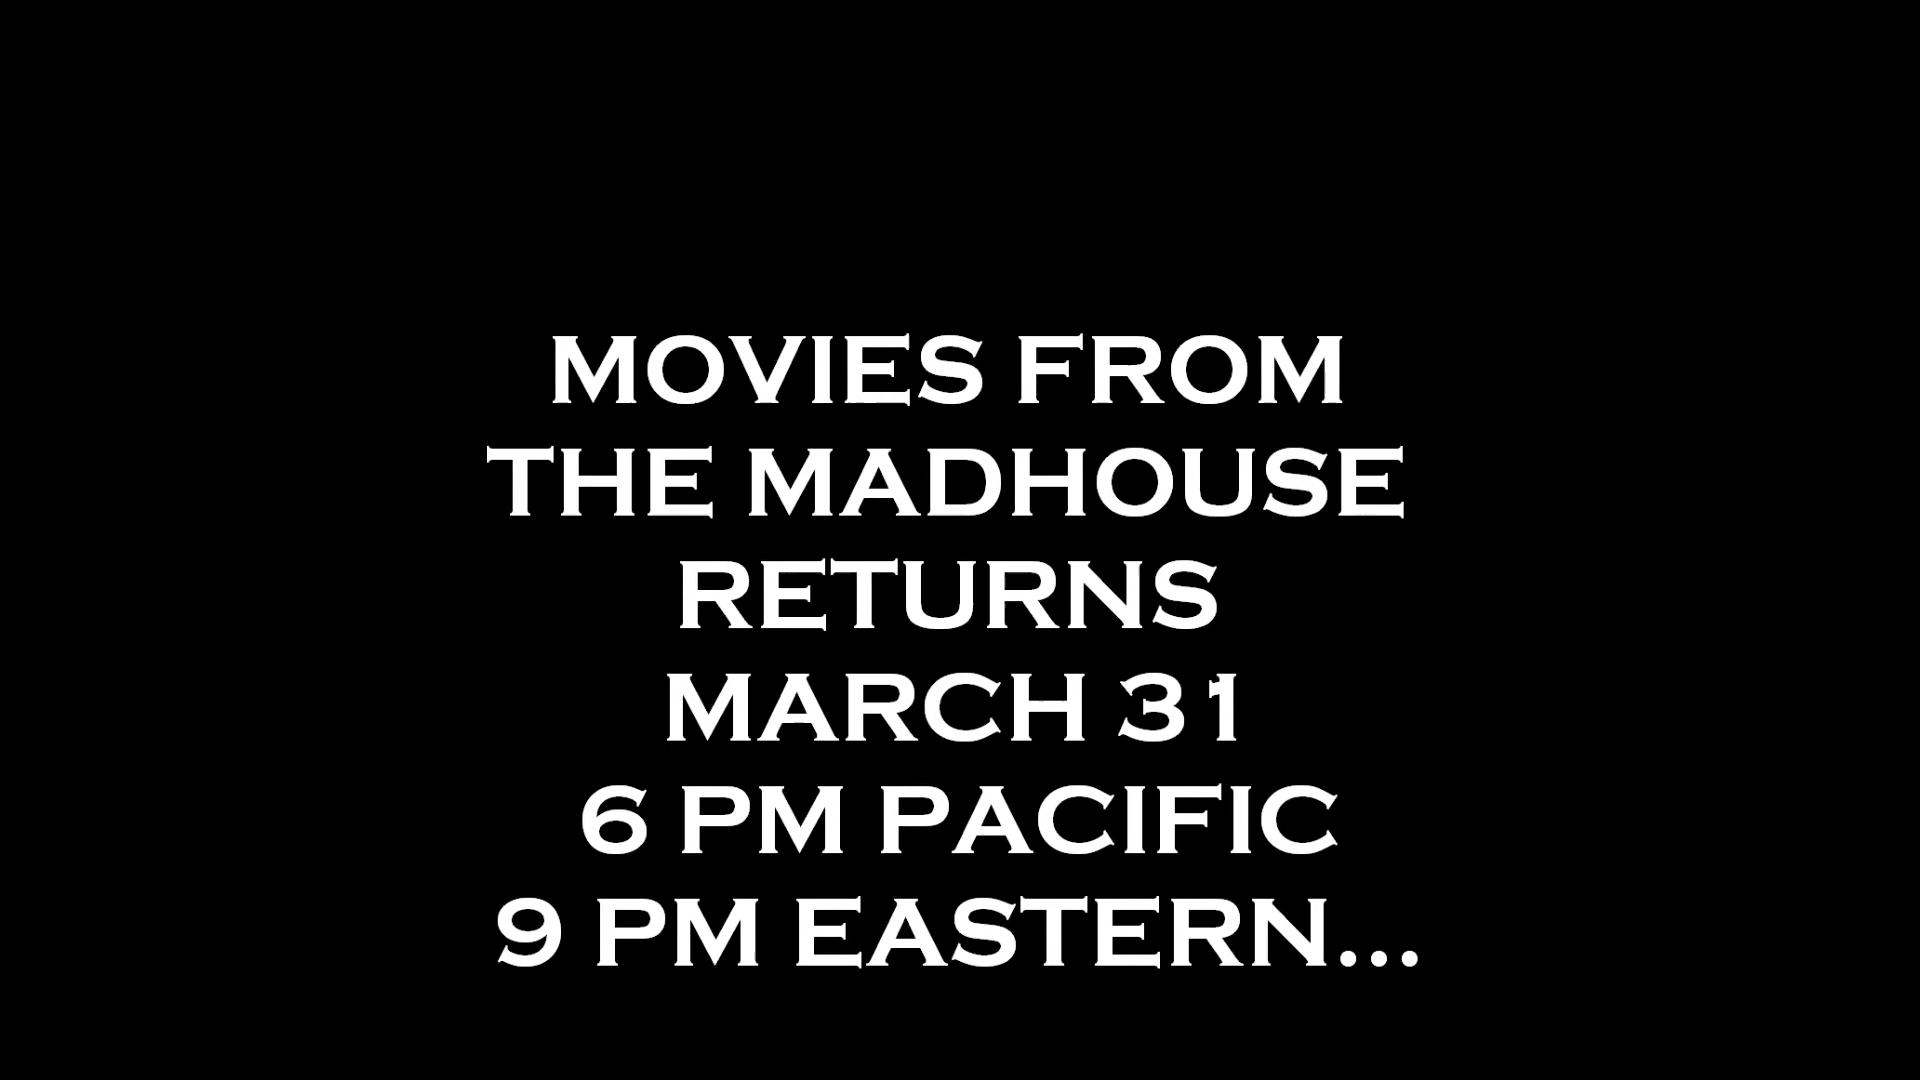 MOVIES FROM
THE MADHOUSE
RETURNS
MARCH 31
6 PM PACIFIC
9 PM EASTERN...